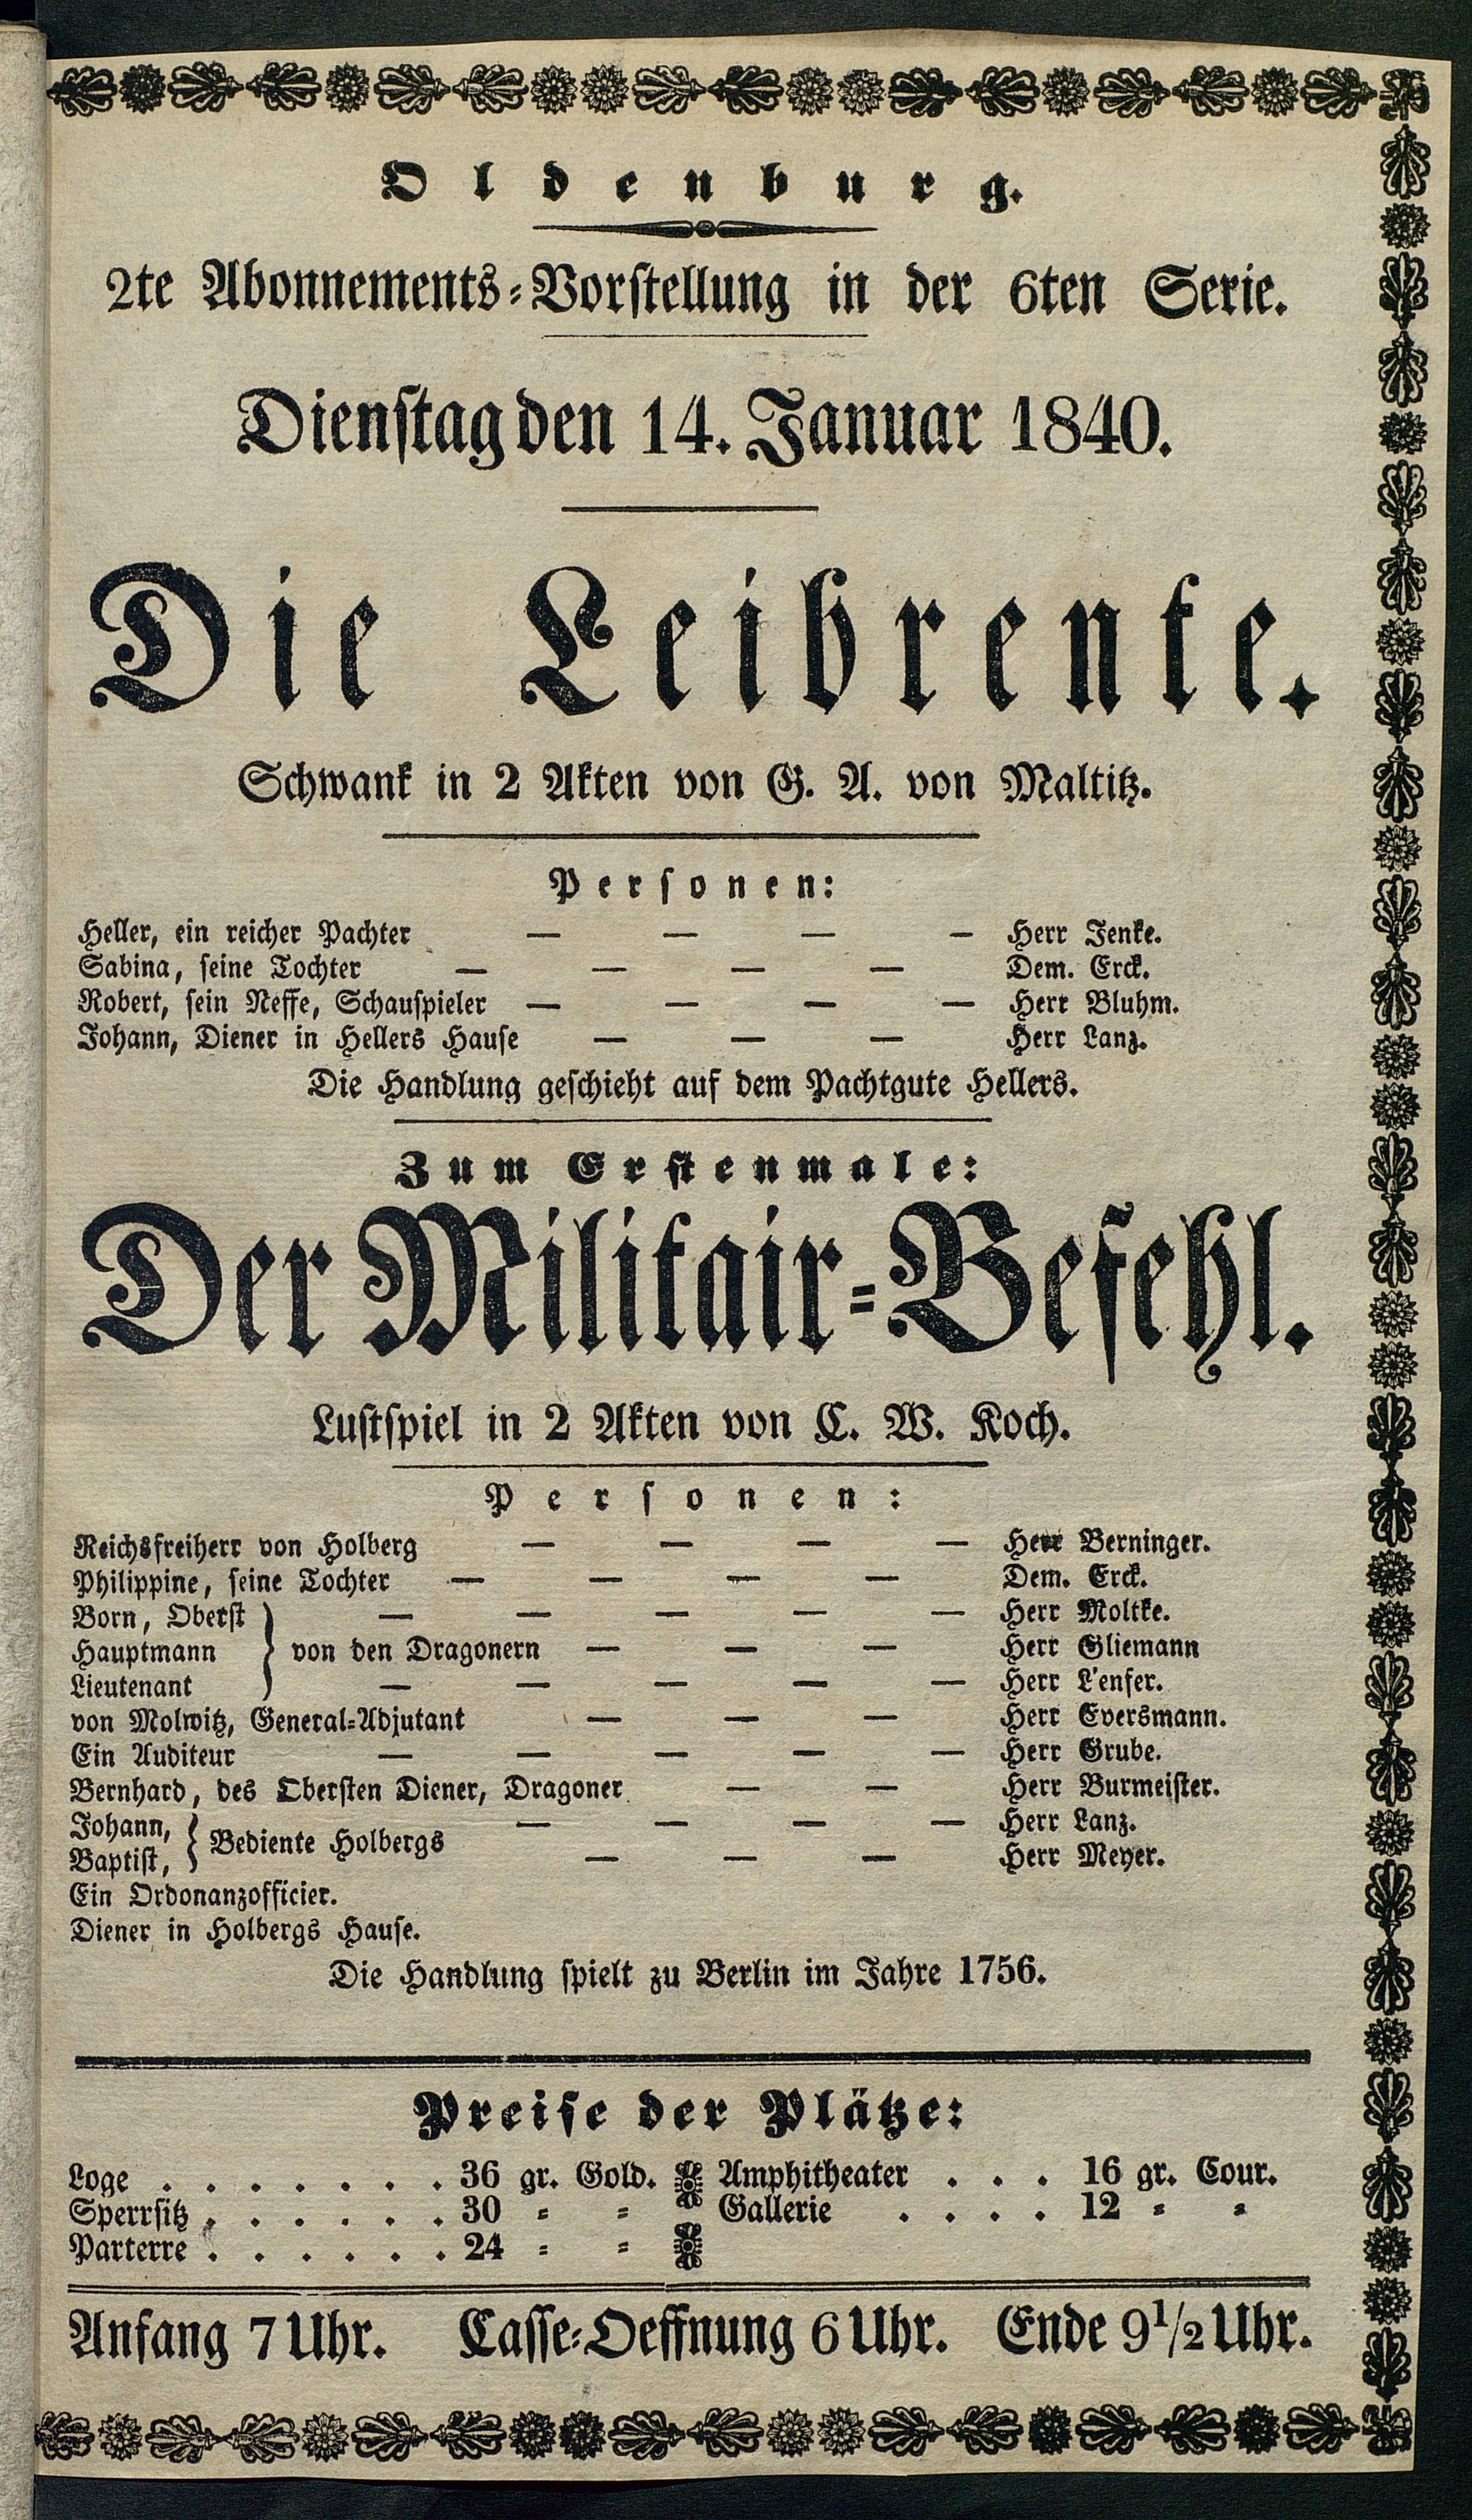 Oldenburg.
2te Abonnements-Vorstellung in der 6ten Serie.
Dienstag den 14. Januar 1840.
Die Leibrente.
Schwank in 2 Akten von G. A. von Maltitz.
Personen:
Heller, ein reicher Pachter — — — — Herr Jenke.
Sabina, seine Tochter — — — — Dem. Erck.
Robert, sein Neffe, Schauspieler — — — — Herr Bluhm.
Johann, Diener in Hellers Hause — — — Herr Lanz.
Die Handlung geschieht auf dem Pachtgute Hellers.
Zum Erstenmale:
Der Militair-Befehl.
Lustspiel in 2 Akten von C. W. Koch.
Personen:
Reichsfreiherr von Holberg — — — — Herr Berninger.
Philippine, seine Tochter — — — — Dem. Erck.
Born, Oberst — — — — — Herr Moltke.
Hauptmann } von den Dragonern — — — Herr Gliemann
Lieutenant — — — — — Herr L'enfer.
von Molwitz, General-Adjutant — — — Herr Eversmann.
Ein Auditeur — — — — — Herr Grube.
Bernhard, des Obersten Diener, Dragoner — — Herr Burmeister.
Johann, — — — — Herr Lanz.
Baptist, } Bediente Holbergs — — — Herr Meyer.
Ein Ordonanzofficier.
Diener in Holbergs Hause.
Die Handlung spielt zu Berlin im Jahre 1756.
Preise der Plätze:
Loge . . . . . . . 36 gr. Gold. Amphitheater . . . 16 gr. Cour.
Sperrsitz . . . . . . 30 = = Gallerie . . . . 12 = =
Parterre . . . . . . 24 = =
Anfang 7 Uhr. Casse-Oeffnung 6 Uhr. Ende 9 1/2 Uhr.